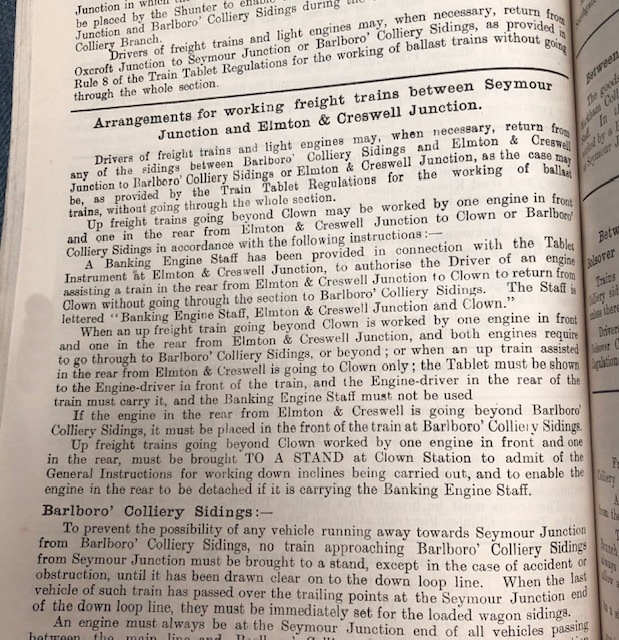 Junction in which
be placed by the Shunter to enable
Junction and Barlboro' Colliery Sidings during the
Colliery Branch.
Drivers of freight trains and light engines may, when necessary, return from
Oxcroft Junction to Seymour Junction or Barlboro' Colliery Sidings, as provided in
Rule 8 of the Train Tablet Regulations for the working of ballast trains without going
through the whole section.
Arrangements for working freight trains between Seymour
Junction and Elmton & Creswell Junction.
Drivers of freight trains and light engines may, when necessary, return from
any of the sidings between Barlboro' Colliery Sidings and Elmton & Creswell
Junction to Barlboro' Colliery Sidings or Elmton & Creswell Junction, as the case may
be, as provided by the Train Tablet Regulations for the working of ballast
trains, without going through the whole section.
Up freight trains going beyond Clown may be worked by one engine in front
and one in the rear from Elmton & Creswell Junction to Clown or Barlboro'
Colliery Sidings in accordance with the following instructions:—
A Banking Engine Staff has been provided in connection with the Tablet
Instrument at Elmton & Creswell Junction, to authorise the Driver of an engine
assisting a train in the rear from Elmton & Creswell Junction to Clown to return from
Clown without going through the section to Barlboro' Colliery Sidings. The Staff is
lettered "Banking Engine Staff, Elmton & Creswell Junction and Clown."
When an up freight train going beyond Clown is worked by one engine in front
and one in the rear from Elmton & Creswell Junction, and both engines require
to go through to Barlboro' Colliery Sidings, or beyond; or when an up train assisted
in the rear from Elmton & Creswell is going to Clown only; the Tablet must be shown
to the Engine-driver in front of the train, and the Engine-driver in the rear of the
train must carry it, and the Banking Engine Staff must not be used
If the engine in the rear from Elmton & Creswell is going beyond Barlboro'
Colliery Sidings, it must be placed in the front of the train at Barlboro' Colliery Sidings.
Up freight trains going beyond Clown worked by one engine in front and one
in the rear, must be brought TO A STAND at Clown Station to admit of the
General Instructions for working down inclines being carried out, and to enable the
engine in the rear to be detached if it is carrying the Banking Engine Staff.
Barlboro' Colliery Sidings:—
To prevent the possibility of any vehicle running away towards Seymour Junction
from Barlboro' Colliery Sidings, no train approaching Barlboro' Colliery Sidings
from Seymour Junction must be brought to a stand, except in the case of accident or
obstruction, until it has been drawn clear on to the down loop line. When the last
vehicle of such train has passed over the trailing points at the Seymour Junction end
of the down loop line, they must be immediately set for the loaded wagon sidings.
An engine must always be at the Seymour Junction end of all vehicles passing
between the main line and